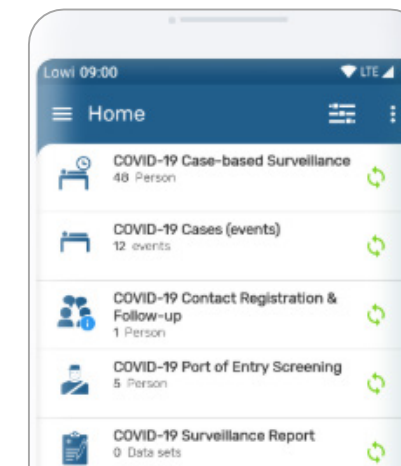 Lowi 09:00 LTE
Home
COVID-19 Case-based Surveillance
48 Person
COVID-19 Cases (events)
12 events
COVID-19 Contact Registration &
Follow-up
1 Person
COVID-19 Port of Entry Screening
5 Person
COVID-19 Surveillance Report
0 Data sets